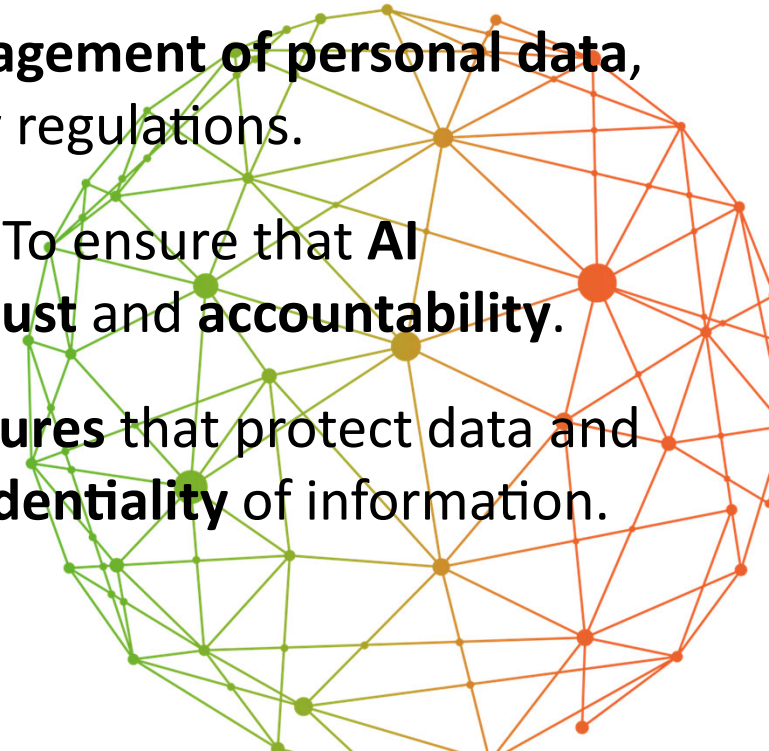 agement of personal data,
regulations.
To ensure that AI
ust and accountability.
ures that protect data and
dentiality of information.